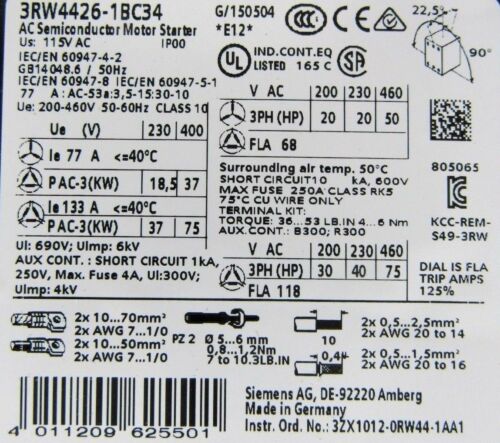 3RW4426-1BC34
AC Semiconductor Motor Starter
Us: 115V AC IP00
IEC/EN 60947-4-2
GB14048.6 / 50Hz
IEC/EN 60947-8 IEC/EN 60947-5-1
77 A : AC-53a:3,5-15:30-10
Ue: 200-460V 50-60Hz CLASS 10
Ue (V) 230 400
Ie 77 A <=40°C
PAC-3(KW) 18,5 37
Ie 133 A <=40°C
PAC-3(KW) 37 75
Ui: 690V; Uimp: 6kV
AUX CONT. : SHORT CIRCUIT 1kA,
250V, Max. Fuse 4A, Ui:300V;
Uimp: 4kV
2x 10...70mm²
2x AWG 7...1/0
2x 10...50mm²
2x AWG 7...1/0
PZ 2
Ø 5...6 mm
0,8...1,2Nm
7 to 10.3LB.IN
4 011209 625501
G/150504
*E12*
UL
IND.CONT.EQ
LISTED 165 C
SA
22,5°
90°
V AC 200 230 460
3PH (HP) 20 20 50
FLA 68
Surrounding air temp. 50°C
SHORT CIRCUIT10 kA, 600V
MAX FUSE 250A CLASS RK5
75°C CU WIRE ONLY
TERMINAL KIT:
TORQUE: 36...53 LB.IN 4...6 Nm
AUX.CONT.: B300; R300
V AC 200 230 460
3PH (HP) 30 40 75
FLA 118
805065
KCC-REM-
S49-3RW
DIAL IS FLA
TRIP AMPS
125%
10
2x 0,5...2,5mm²
2x AWG 20 to 14
0,4
2x 0,5...1,5mm²
2x AWG 20 to 16
Siemens AG, DE-92220 Amberg
Made in Germany
Instr. Ord. No.: 3ZX1012-0RW44-1AA1